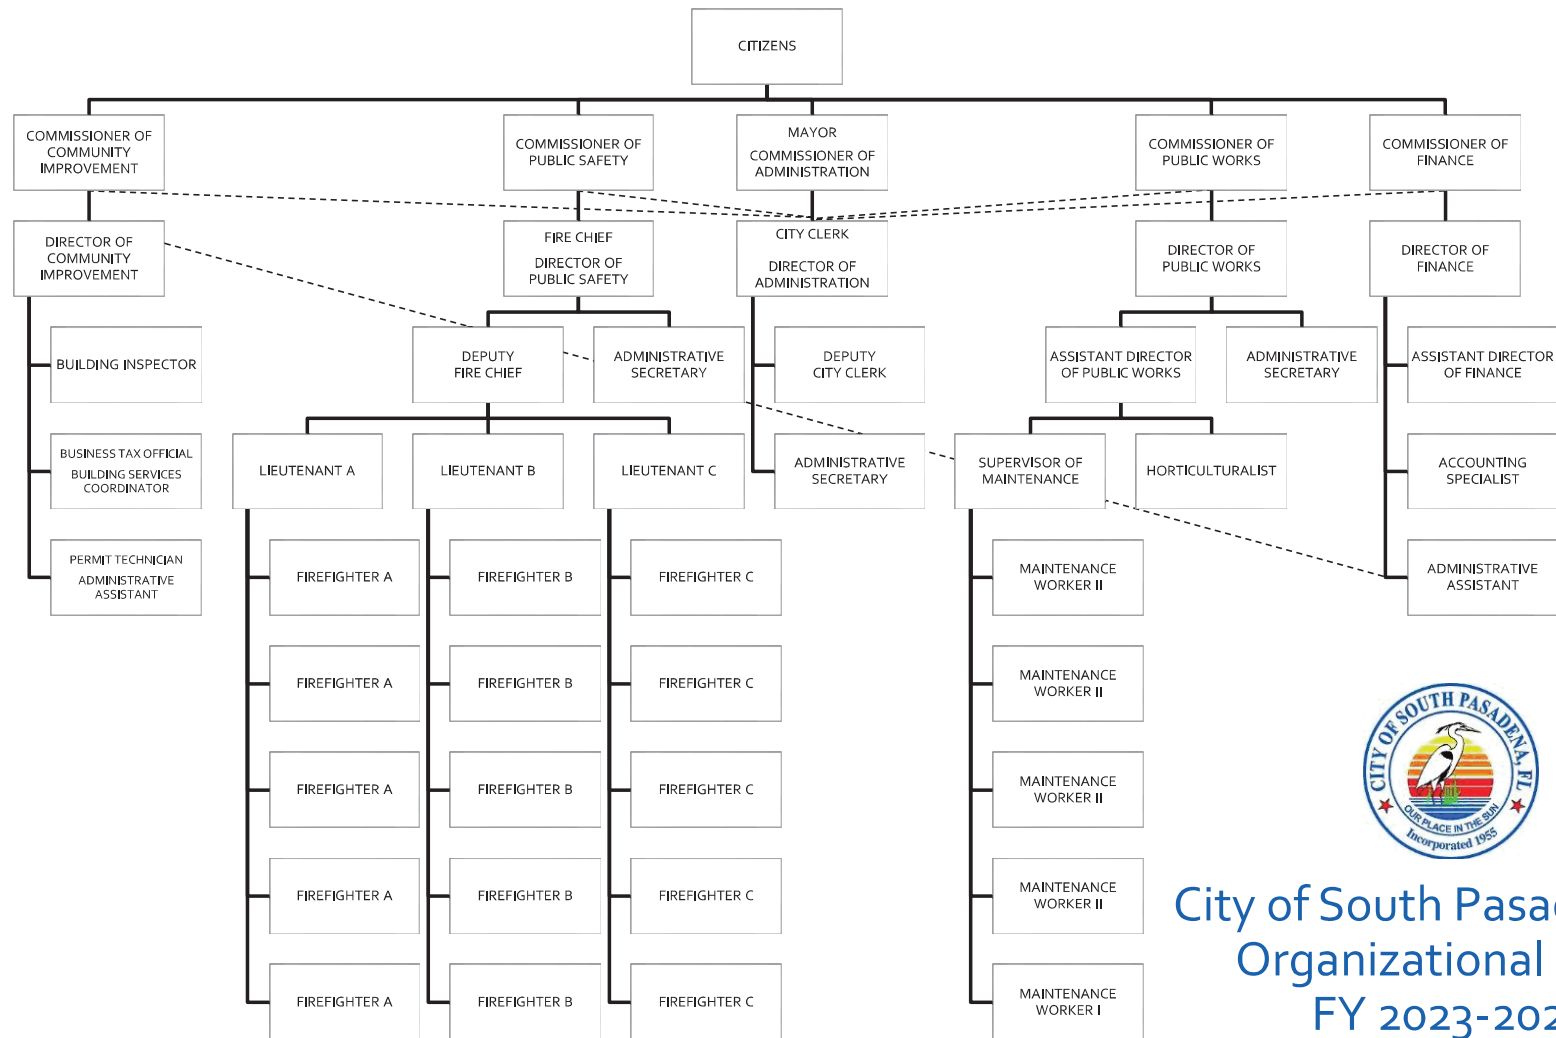 CITIZENS
COMMISSIONER OF
COMMUNITY
IMPROVEMENT
COMMISSIONER OF
PUBLIC SAFETY
MAYOR
COMMISSIONER OF
ADMINISTRATION
COMMISSIONER OF
PUBLIC WORKS
COMMISSIONER OF
FINANCE
DIRECTOR OF
COMMUNITY
IMPROVEMENT
FIRE CHIEF
DIRECTOR OF
PUBLIC SAFETY
CITY CLERK
DIRECTOR OF
ADMINISTRATION
DIRECTOR OF
PUBLIC WORKS
DIRECTOR OF
FINANCE
BUILDING INSPECTOR
DEPUTY
FIRE CHIEF
ADMINISTRATIVE
SECRETARY
DEPUTY
CITY CLERK
ASSISTANT DIRECTOR
OF PUBLIC WORKS
ADMINISTRATIVE
SECRETARY
ASSISTANT DIRECTOR
OF FINANCE
BUSINESS TAX OFFICIAL
BUILDING SERVICES
COORDINATOR
LIEUTENANT A
LIEUTENANT B
LIEUTENANT C
ADMINISTRATIVE
SECRETARY
SUPERVISOR OF
MAINTENANCE
HORTICULTURALIST
ACCOUNTING
SPECIALIST
PERMIT TECHNICIAN
ADMINISTRATIVE
ASSISTANT
FIREFIGHTER A
FIREFIGHTER B
FIREFIGHTER C
MAINTENANCE
WORKER II
ADMINISTRATIVE
ASSISTANT
FIREFIGHTER A
FIREFIGHTER B
FIREFIGHTER C
MAINTENANCE
WORKER II
FIREFIGHTER A
FIREFIGHTER B
FIREFIGHTER C
MAINTENANCE
WORKER II
FIREFIGHTER A
FIREFIGHTER B
FIREFIGHTER C
MAINTENANCE
WORKER II
FIREFIGHTER A
FIREFIGHTER B
FIREFIGHTER C
MAINTENANCE
WORKER I
CITY OF SOUTH PASADENA, FL
OUR PLACE IN THE SUN
Incorporated 1955
City of South Pasa
Organizational
FY 2023-202